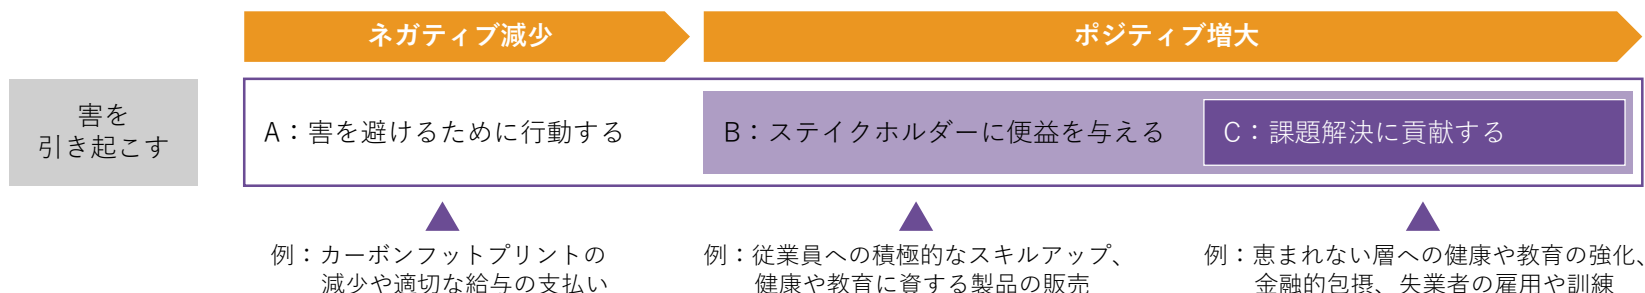 ネガティブ減少
ポジティブ増大
害を
引き起こす
A：害を避けるために行動する
B：ステイクホルダーに便益を与える
C：課題解決に貢献する
例：カーボンフットプリントの
減少や適切な給与の支払い
例：従業員への積極的なスキルアップ、
健康や教育に資する製品の販売
例：恵まれない層への健康や教育の強化、
金融的包摂、失業者の雇用や訓練